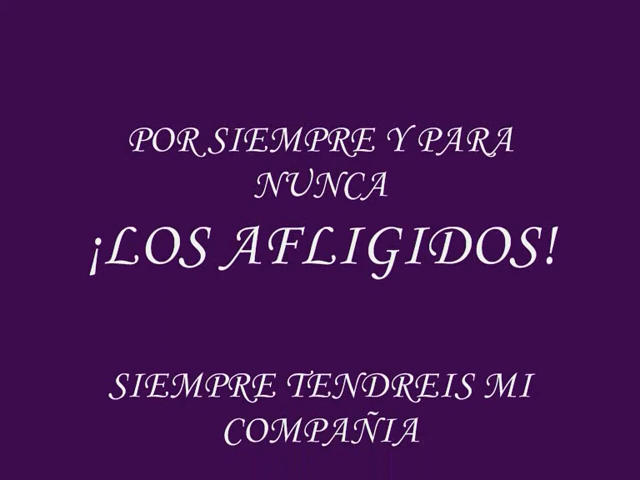 POR SIEMPRE Y PARA
NUNCA
¡LOS AFLIGIDOS!
SIEMPRE TENDREIS MI
COMPAÑIA